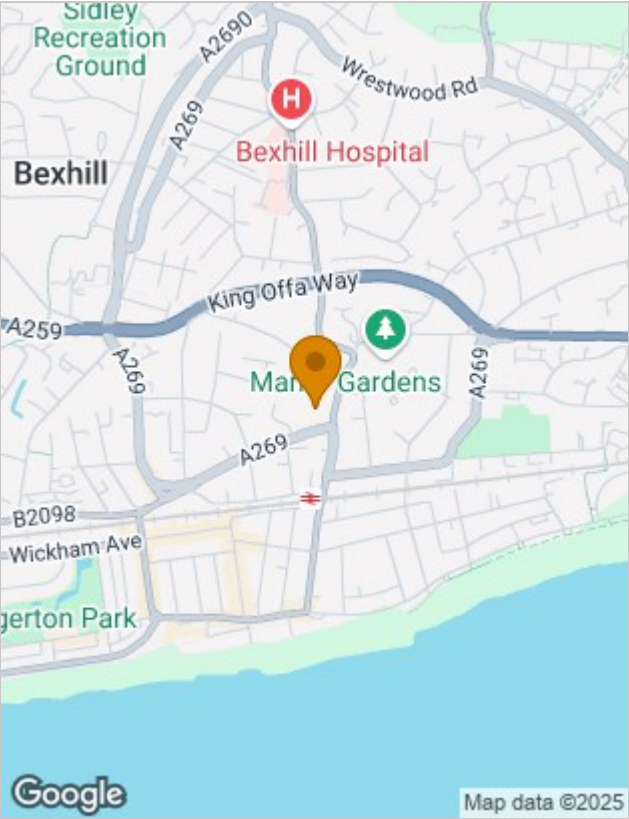 Sidley
Recreation
Ground
A2690
A269
Wrestwood Rd
H
Bexhill Hospital
Bexhill
King Offa Way
A259
A269
A269
Gardens
A269
B2098
Wickham Ave
gerton Park
Google
Map data ©2025